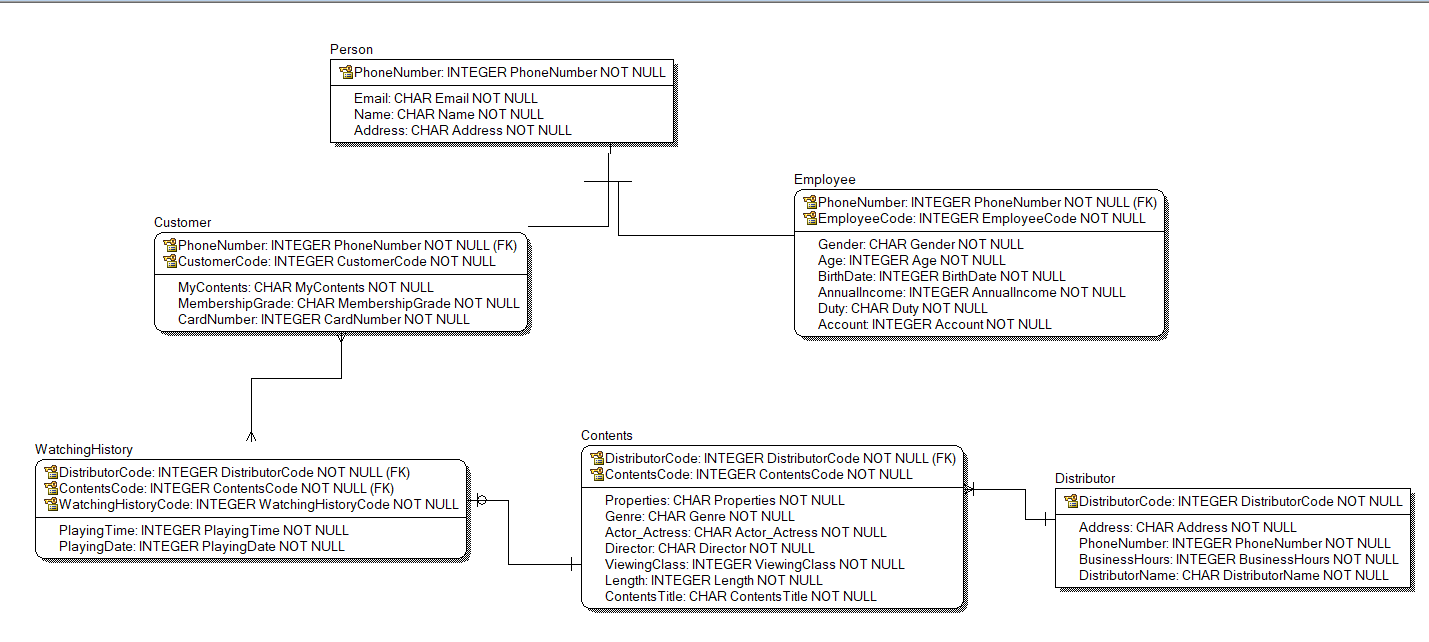 Person
PhoneNumber: INTEGER PhoneNumber NOT NULL
Email: CHAR Email NOT NULL
Name: CHAR Name NOT NULL
Address: CHAR Address NOT NULL
Employee
PhoneNumber: INTEGER PhoneNumber NOT NULL (FK)
EmployeeCode: INTEGER EmployeeCode NOT NULL
Gender: CHAR Gender NOT NULL
Age: INTEGER Age NOT NULL
BirthDate: INTEGER BirthDate NOT NULL
AnnualIncome: INTEGER AnnualIncome NOT NULL
Duty: CHAR Duty NOT NULL
Account: INTEGER Account NOT NULL
Customer
PhoneNumber: INTEGER PhoneNumber NOT NULL (FK)
CustomerCode: INTEGER CustomerCode NOT NULL
MyContents: CHAR MyContents NOT NULL
MembershipGrade: CHAR MembershipGrade NOT NULL
CardNumber: INTEGER CardNumber NOT NULL
WatchingHistory
DistributorCode: INTEGER DistributorCode NOT NULL (FK)
ContentsCode: INTEGER ContentsCode NOT NULL (FK)
WatchingHistoryCode: INTEGER WatchingHistoryCode NOT NULL
PlayingTime: INTEGER PlayingTime NOT NULL
PlayingDate: INTEGER PlayingDate NOT NULL
Contents
DistributorCode: INTEGER DistributorCode NOT NULL (FK)
ContentsCode: INTEGER ContentsCode NOT NULL
Properties: CHAR Properties NOT NULL
Genre: CHAR Genre NOT NULL
Actor_Actress: CHAR Actor_Actress NOT NULL
Director: CHAR Director NOT NULL
ViewingClass: INTEGER ViewingClass NOT NULL
Length: INTEGER Length NOT NULL
ContentsTitle: CHAR ContentsTitle NOT NULL
Distributor
DistributorCode: INTEGER DistributorCode NOT NULL
Address: CHAR Address NOT NULL
PhoneNumber: INTEGER PhoneNumber NOT NULL
BusinessHours: INTEGER BusinessHours NOT NULL
DistributorName: CHAR DistributorName NOT NULL